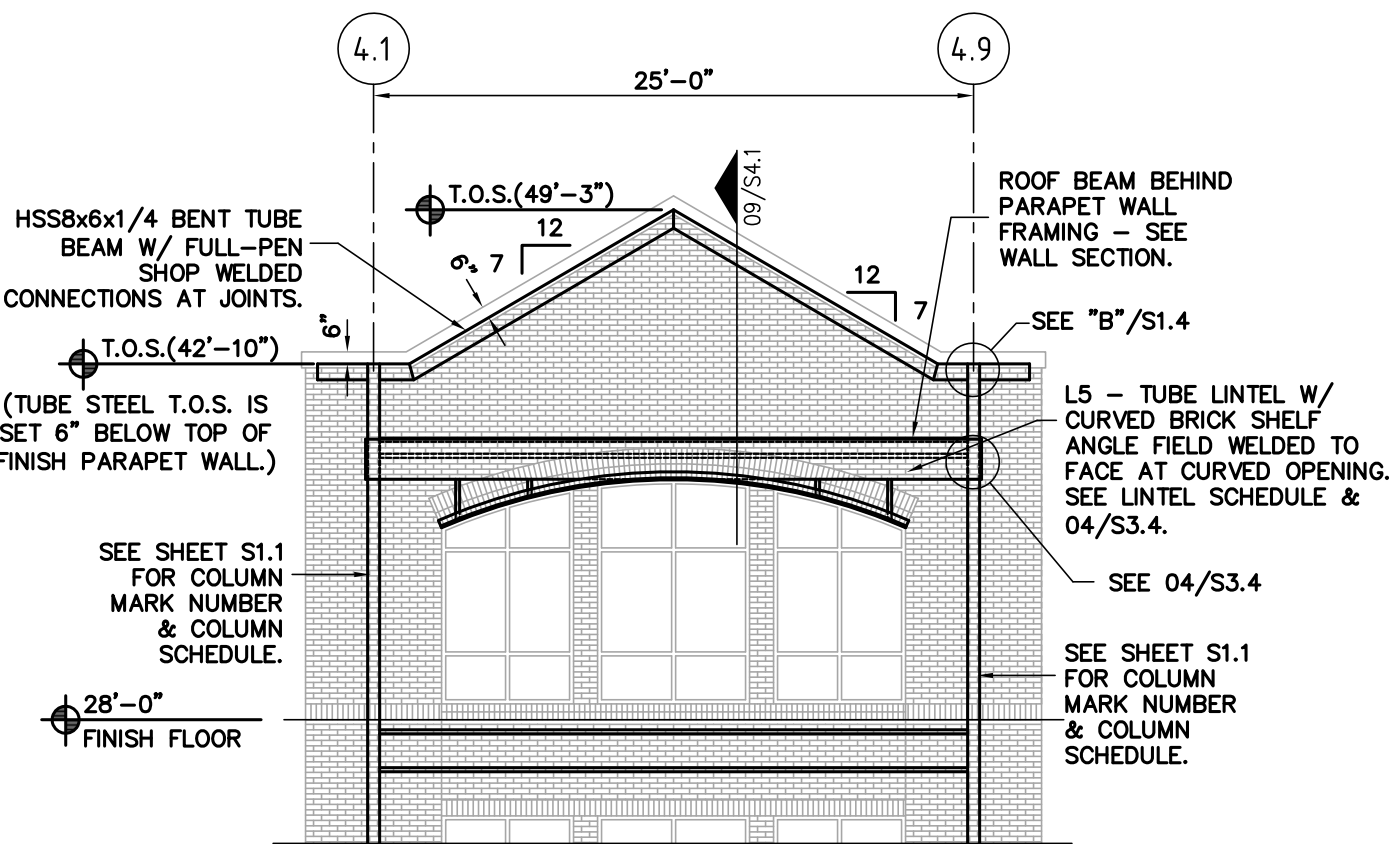 4.1
4.9
25'-0"
T.O.S.(49'-3")
09/S4.1
HSS8x6x1/4 BENT TUBE
BEAM W/ FULL-PEN
SHOP WELDED
CONNECTIONS AT JOINTS.
12
7
6"
12
7
ROOF BEAM BEHIND
PARAPET WALL
FRAMING - SEE
WALL SECTION.
SEE "B"/S1.4
6"
T.O.S.(42'-10")
(TUBE STEEL T.O.S. IS
SET 6" BELOW TOP OF
FINISH PARAPET WALL.)
L5 - TUBE LINTEL W/
CURVED BRICK SHELF
ANGLE FIELD WELDED TO
FACE AT CURVED OPENING.
SEE LINTEL SCHEDULE &
04/S3.4.
SEE SHEET S1.1
FOR COLUMN
MARK NUMBER
& COLUMN
SCHEDULE.
SEE 04/S3.4
SEE SHEET S1.1
FOR COLUMN
MARK NUMBER
& COLUMN
SCHEDULE.
28'-0"
FINISH FLOOR